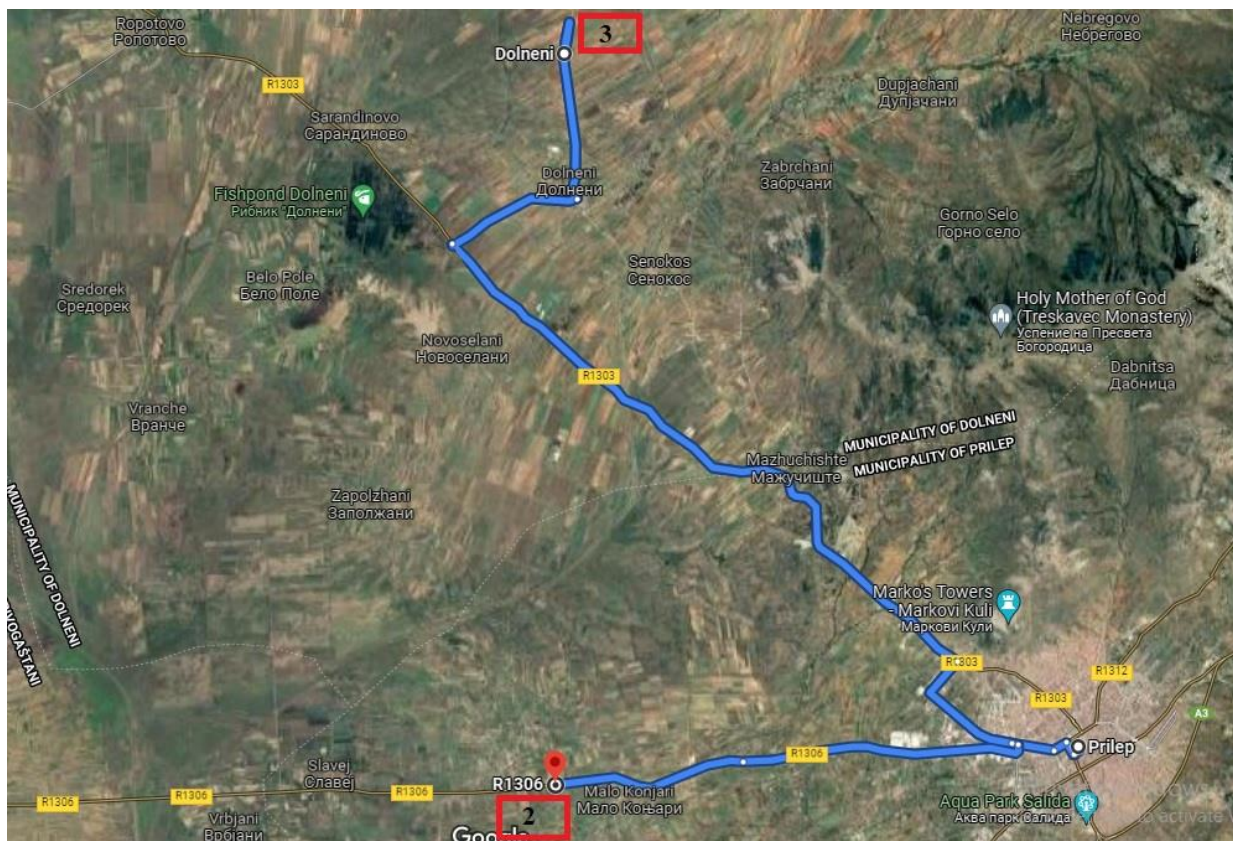 Ropotovo
Ропотово
3
Nebregovo
Небрегово
Dolneni
R1303
Dupjachani
Дупјачани
Sarandinovo
Сарандиново
Dolneni
Долнени
Zabrchani
Забрчани
Fishpond Dolneni
Рибник "Долнени"
Gorno Selo
Горно село
Senokos
Сенокос
Belo Pole
Бело Поле
Sredorek
Средорек
Holy Mother of God
(Treskavec Monastery)
Успение на Пресвета
Богородица
Novoselani
Новоселани
R1303
Dabnitsa
Дабница
Vranche
Вранче
MUNICIPALITY OF DOLNENI
MUNICIPALITY OF PRILEP
Mazhuchishte
Мажучиште
Zapolzhani
Заполжани
MUNICIPALITY OF DOLNENI
Marko's Towers
- Markovi Kuli
Маркови Кули
R1303
R1312
R1303
A3
Prilep
R1306
Slavej
Славеј
R1306
Malo Konjari
Мало Коњари
R1306
R1306
R1306
2
Vrbjani
Врбјани
Google
Aqua Park Salida
Аква парк Салида